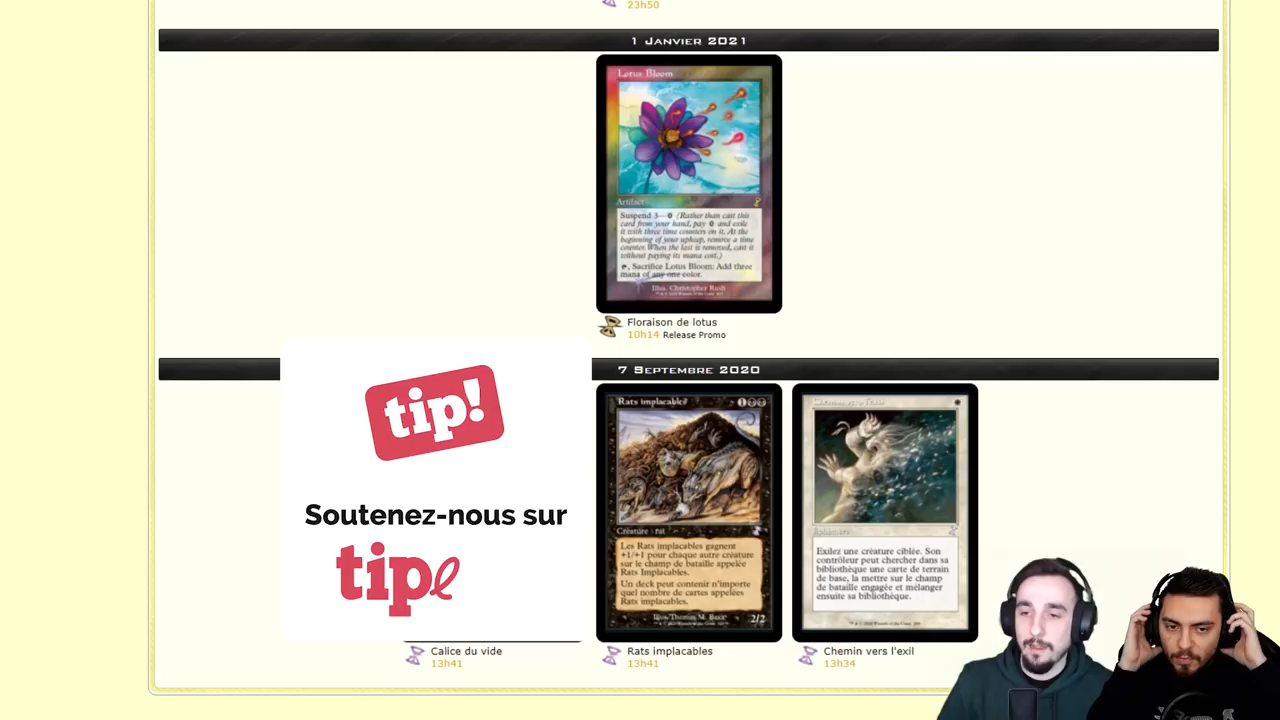 23h50
1 Janvier 2021
Lotus Bloom
Artifact
Suspend 3—0 (Rather than cast this
card from your hand, pay 0 and exile
it with three time counters on it. At the
beginning of your upkeep, remove a time
counter. When the last is removed, cast it
without paying its mana cost.)
, Sacrifice Lotus Bloom: Add three
mana of any one color.
Illus. Christopher Rush
Floraison de lotus
10h14 Release Promo
7 Septembre 2020
tip!
Soutenez-nous sur
tipe
Rats implacables
1
Créature : rat
Les Rats implacables gagnent
+1/+1 pour chaque autre créature
sur le champ de bataille appelée
Rats Implacables.
Un deck peut contenir n'importe
quel nombre de cartes appelées
Rats implacables.
Illus. Thomas M. Baxa
2/2
Exilez une créature ciblée. Son
contrôleur peut chercher dans sa
bibliothèque une carte de terrain
de base, la mettre sur le champ
de bataille engagée et mélanger
ensuite sa bibliothèque.
Calice du vide
13h41
Rats implacables
13h41
Chemin vers l'exil
13h34